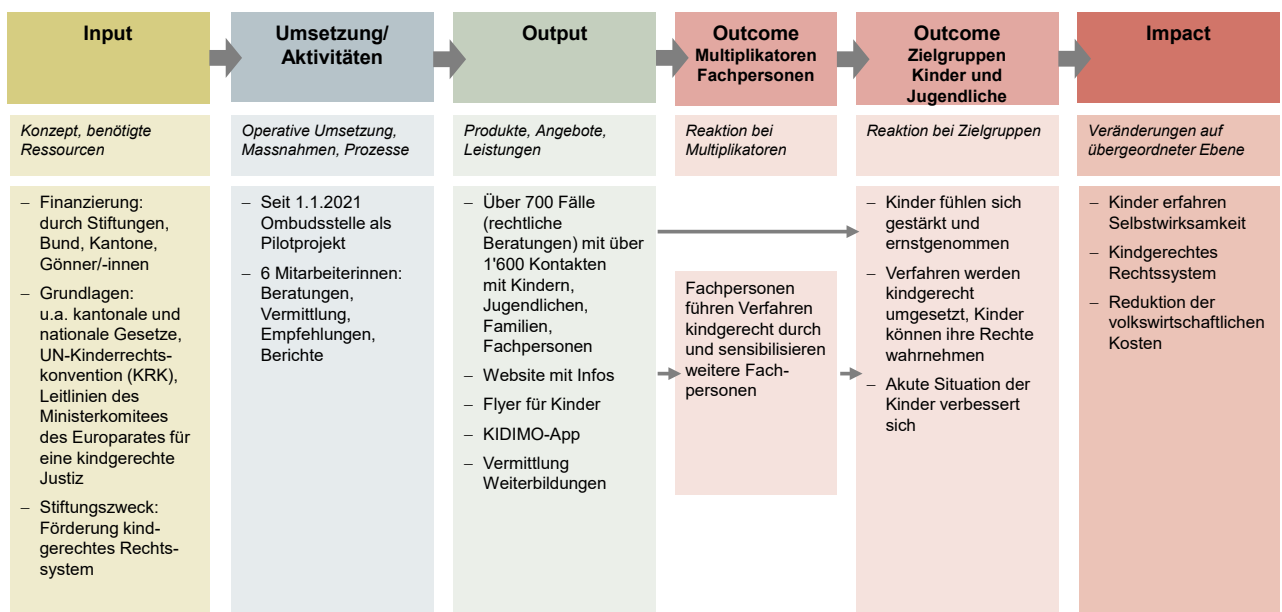 Input
Umsetzung/
Aktivitäten
Output
Outcome
Multiplikatoren
Fachpersonen
Outcome
Zielgruppen
Kinder und
Jugendliche
Impact
Konzept, benötigte
Ressourcen
Operative Umsetzung,
Massnahmen, Prozesse
Produkte, Angebote,
Leistungen
Reaktion bei
Multiplikatoren
Reaktion bei Zielgruppen
Veränderungen auf
übergeordneter Ebene
– Finanzierung:
durch Stiftungen,
Bund, Kantone,
Gönner/-innen
– Grundlagen:
u.a. kantonale und
nationale Gesetze,
UN-Kinderrechts-
konvention (KRK),
Leitlinien des
Ministerkomitees
des Europarates für
eine kindgerechte
Justiz
– Stiftungszweck:
Förderung kind-
gerechtes Rechts-
system
– Seit 1.1.2021
Ombudsstelle als
Pilotprojekt
– 6 Mitarbeiterinnen:
Beratungen,
Vermittlung,
Empfehlungen,
Berichte
– Über 700 Fälle
(rechtliche
Beratungen) mit über
1'600 Kontakten
mit Kindern,
Jugendlichen,
Familien,
Fachpersonen
– Website mit Infos
– Flyer für Kinder
– KIDIMO-App
– Vermittlung
Weiterbildungen
Fachpersonen
führen Verfahren
kindgerecht durch
und sensibilisieren
weitere Fach-
personen
– Kinder fühlen sich
gestärkt und
ernstgenommen
– Verfahren werden
kindgerecht
umgesetzt, Kinder
können ihre Rechte
wahrnehmen
– Akute Situation der
Kinder verbessert
sich
– Kinder erfahren
Selbstwirksamkeit
– Kindgerechtes
Rechtssystem
– Reduktion der
volkswirtschaftlichen
Kosten